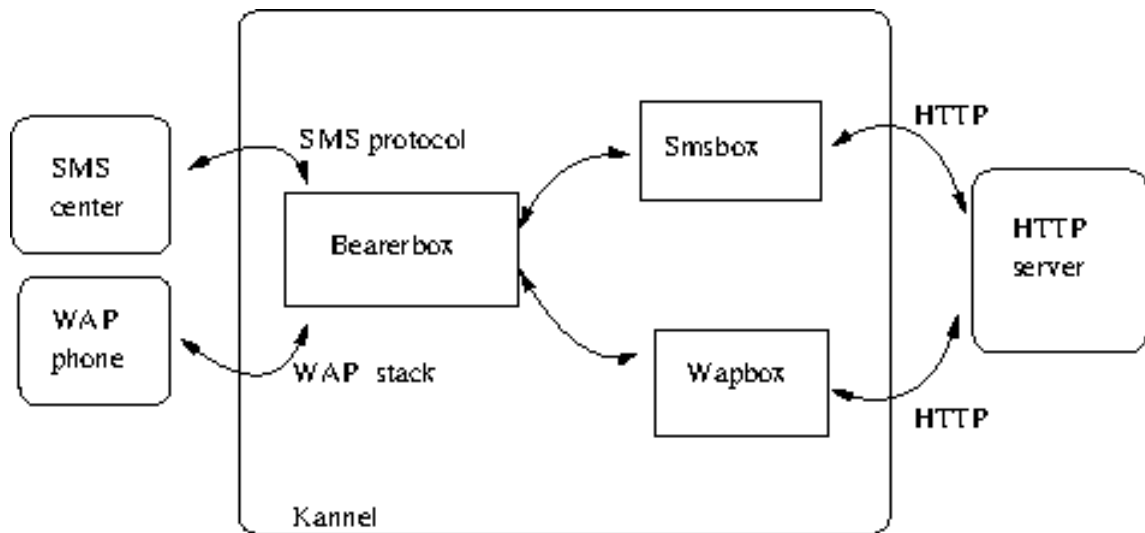 SMS
center
WAP
phone
SMS protocol
Bearerbox
WAP stack
Smsbox
Wapbox
HTTP
HTTP
server
HTTP
Kannel